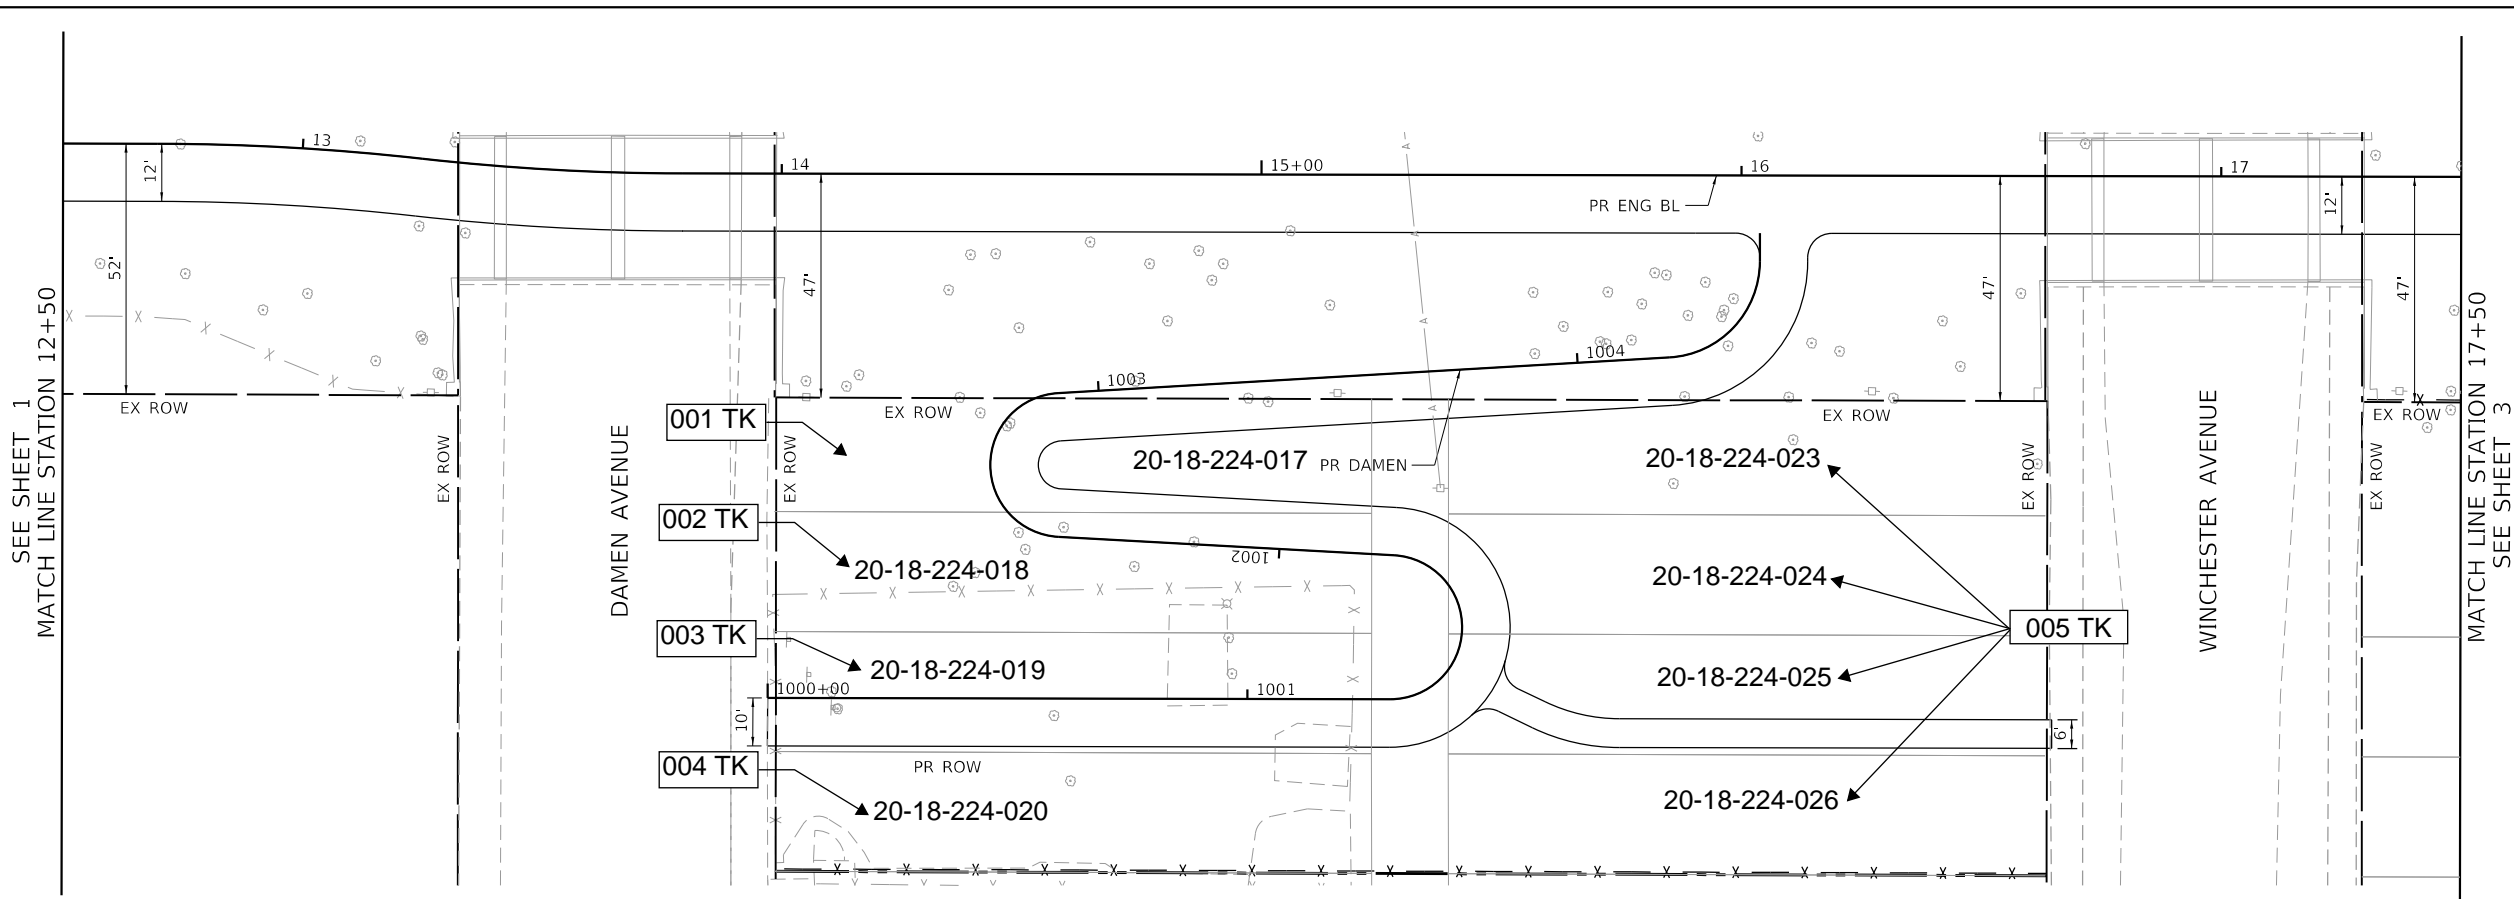 SEE SHEET 1
MATCH LINE STATION 12+50
13
12'
52'
EX ROW
EX ROW
DAMEN AVENUE
14
15+00
16
17
PR ENG BL
12'
47'
47'
47'
EX ROW
EX ROW
EX ROW
EX ROW
EX ROW
EX ROW
1003
1004
001 TK
20-18-224-017
PR DAMEN
20-18-224-023
002 TK
20-18-224-018
1002
20-18-224-024
003 TK
20-18-224-019
1000+00
1001
10'
20-18-224-025
005 TK
6'
004 TK
PR ROW
20-18-224-020
20-18-224-026
WINCHESTER AVENUE
MATCH LINE STATION 17+50
SEE SHEET 3